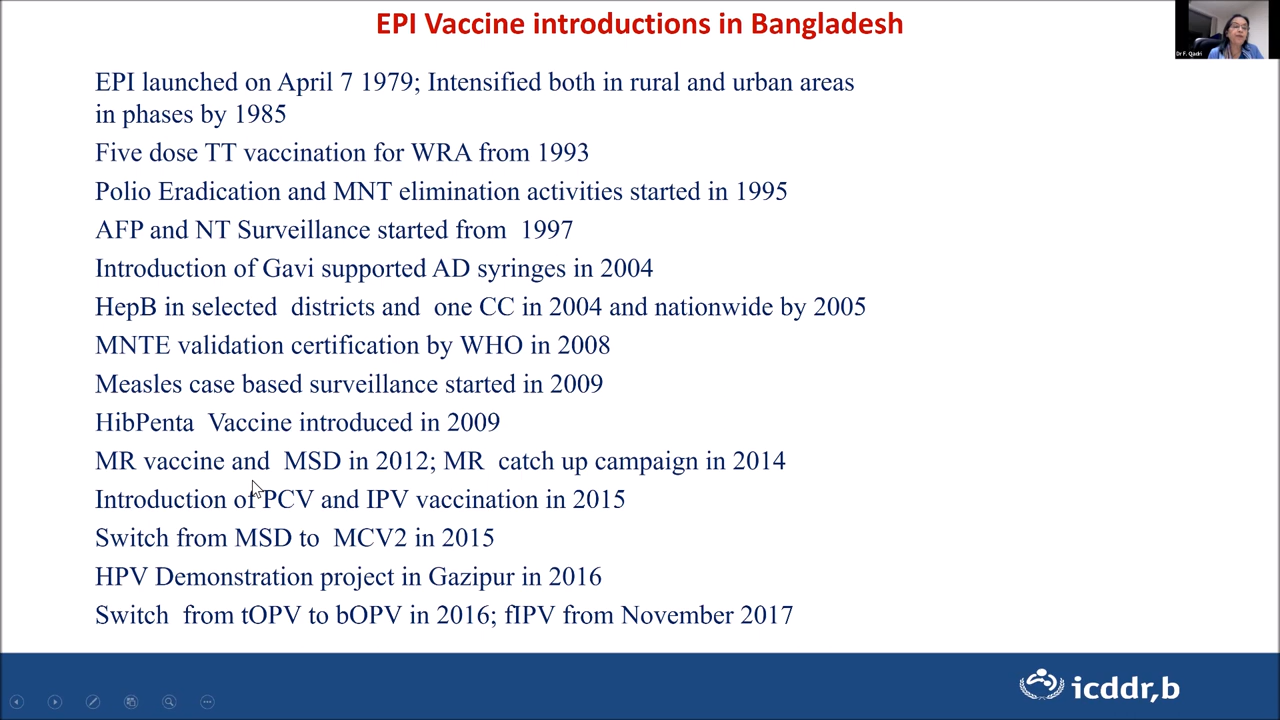 EPI Vaccine introductions in Bangladesh
Dr F. Qadri
EPI launched on April 7 1979; Intensified both in rural and urban areas
in phases by 1985
Five dose TT vaccination for WRA from 1993
Polio Eradication and MNT elimination activities started in 1995
AFP and NT Surveillance started from 1997
Introduction of Gavi supported AD syringes in 2004
HepB in selected districts and one CC in 2004 and nationwide by 2005
MNTE validation certification by WHO in 2008
Measles case based surveillance started in 2009
HibPenta Vaccine introduced in 2009
MR vaccine and MSD in 2012; MR catch up campaign in 2014
Introduction of PCV and IPV vaccination in 2015
Switch from MSD to MCV2 in 2015
HPV Demonstration project in Gazipur in 2016
Switch from tOPV to bOPV in 2016; fIPV from November 2017
icddr,b